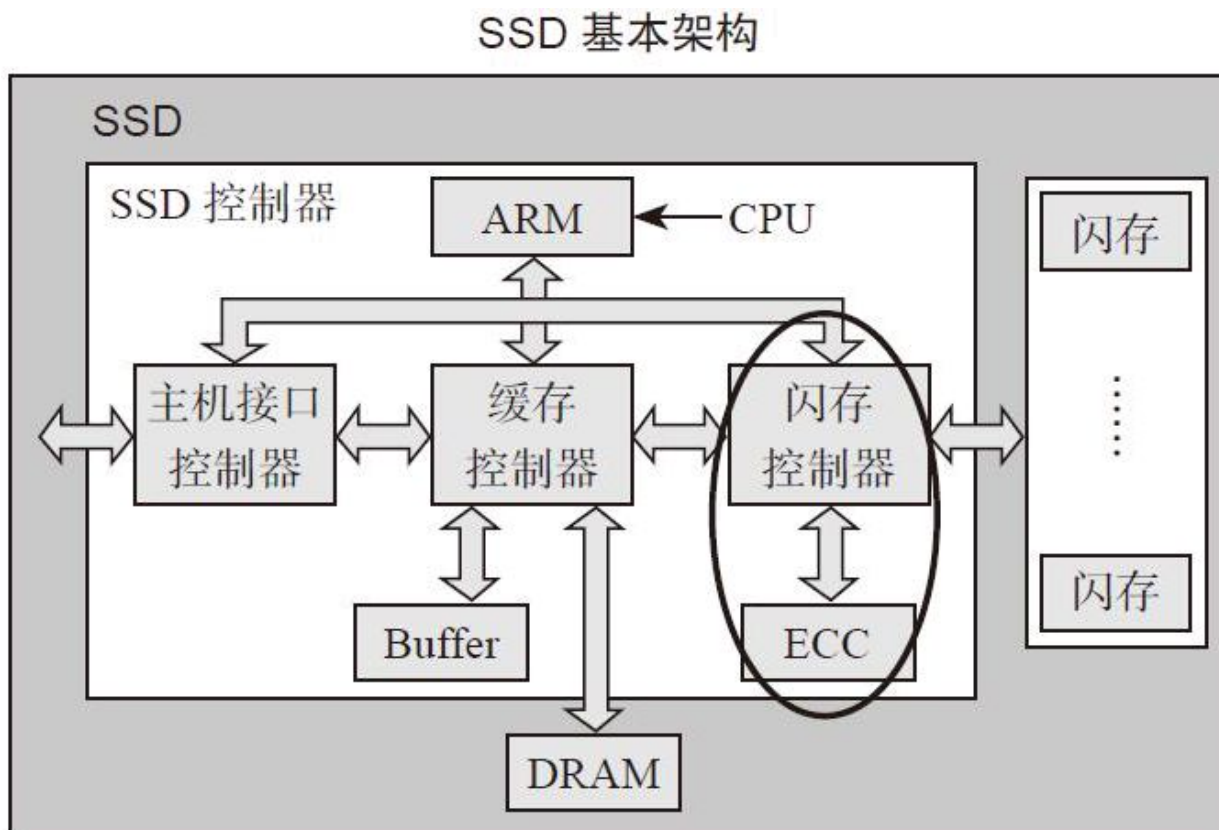 SSD 基本架构
SSD
SSD 控制器
ARM
CPU
闪存
主机接口
控制器
缓存
控制器
闪存
控制器
……
Buffer
ECC
闪存
DRAM